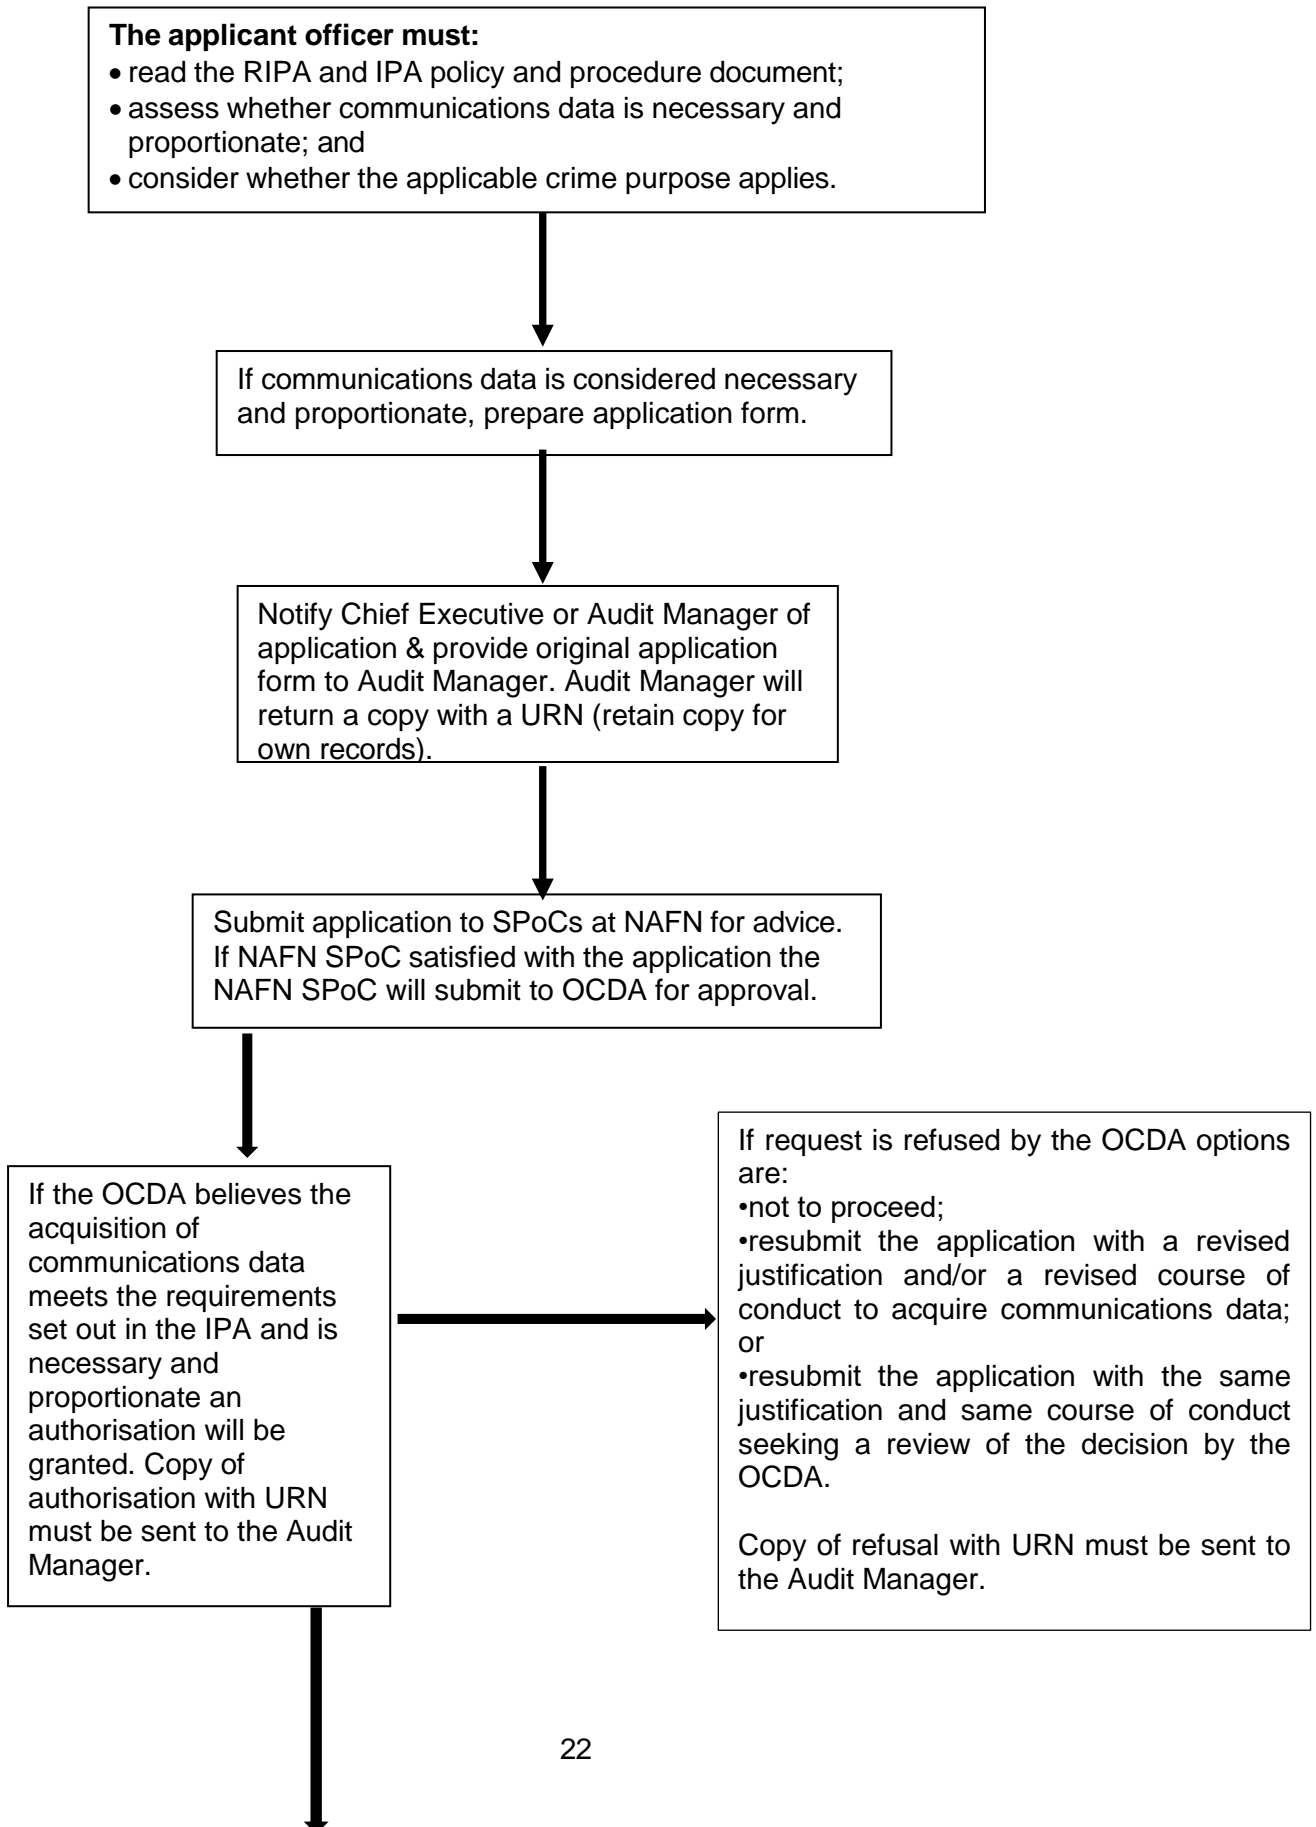 The applicant officer must:
• read the RIPA and IPA policy and procedure document;
• assess whether communications data is necessary and
proportionate; and
• consider whether the applicable crime purpose applies.
If communications data is considered necessary
and proportionate, prepare application form.
Notify Chief Executive or Audit Manager of
application & provide original application
form to Audit Manager. Audit Manager will
return a copy with a URN (retain copy for
own records).
Submit application to SPoCs at NAFN for advice.
If NAFN SPoC satisfied with the application the
NAFN SPoC will submit to OCDA for approval.
If the OCDA believes the
acquisition of
communications data
meets the requirements
set out in the IPA and is
necessary and
proportionate an
authorisation will be
granted. Copy of
authorisation with URN
must be sent to the Audit
Manager.
If request is refused by the OCDA options
are:
•not to proceed;
•resubmit the application with a revised
justification and/or a revised course of
conduct to acquire communications data;
or
•resubmit the application with the same
justification and same course of conduct
seeking a review of the decision by the
OCDA.
Copy of refusal with URN must be sent to
the Audit Manager.
22